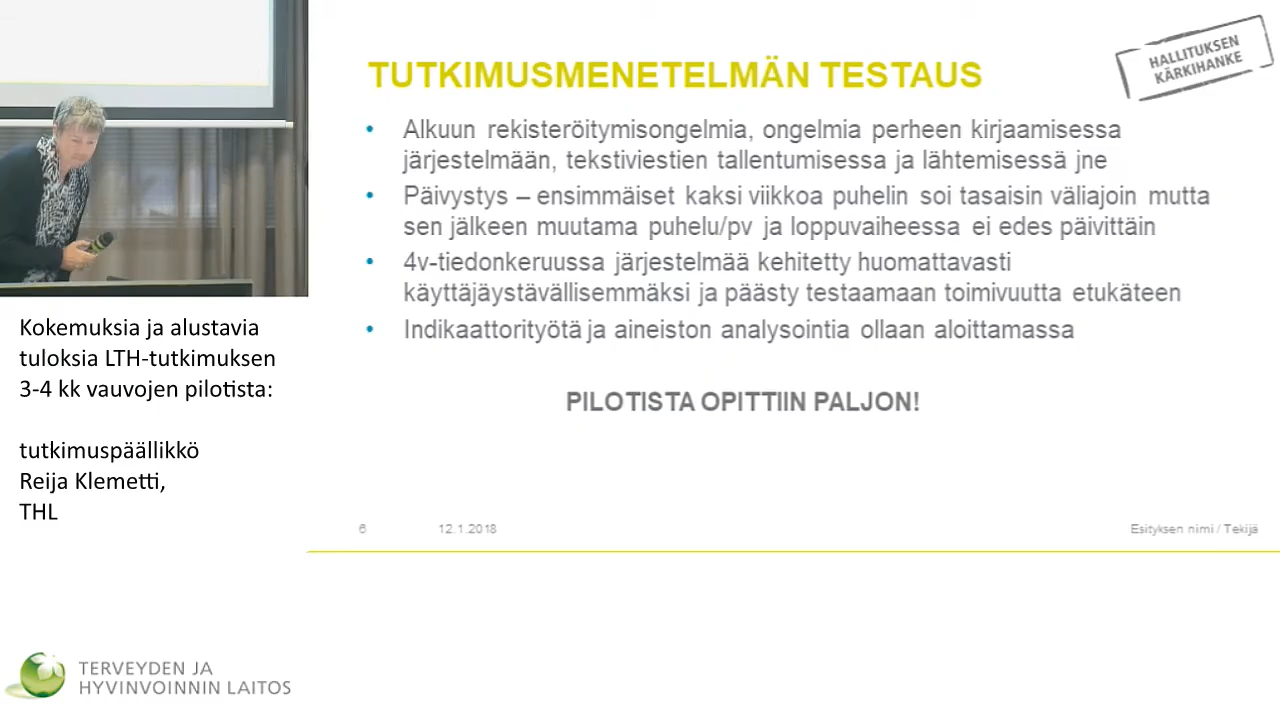 HALLITUKSEN
KÄRKIHANKE
TUTKIMUSMENETELMÄN TESTAUS
• Alkuun rekisteröitymisongelmia, ongelmia perheen kirjaamisessa
järjestelmään, tekstiviestien tallentumisessa ja lähtemisessä jne
• Päivystys – ensimmäiset kaksi viikkoa puhelin soi tasaisin väliajoin mutta
sen jälkeen muutama puhelu/pv ja loppuvaiheessa ei edes päivittäin
• 4v-tiedonkeruussa järjestelmää kehitetty huomattavasti
käyttäjäystävällisemmäksi ja päästy testaamaan toimivuutta etukäteen
• Indikaattorityötä ja aineiston analysointia ollaan aloittamassa
PILOTISTA OPITTIIN PALJON!
6 12.1.2018 Esityksen nimi / Tekijä
Kokemuksia ja alustavia
tuloksia LTH-tutkimuksen
3-4 kk vauvojen pilotista:
tutkimuspäällikkö
Reija Klemetti,
THL
TERVEYDEN JA
HYVINVOINNIN LAITOS